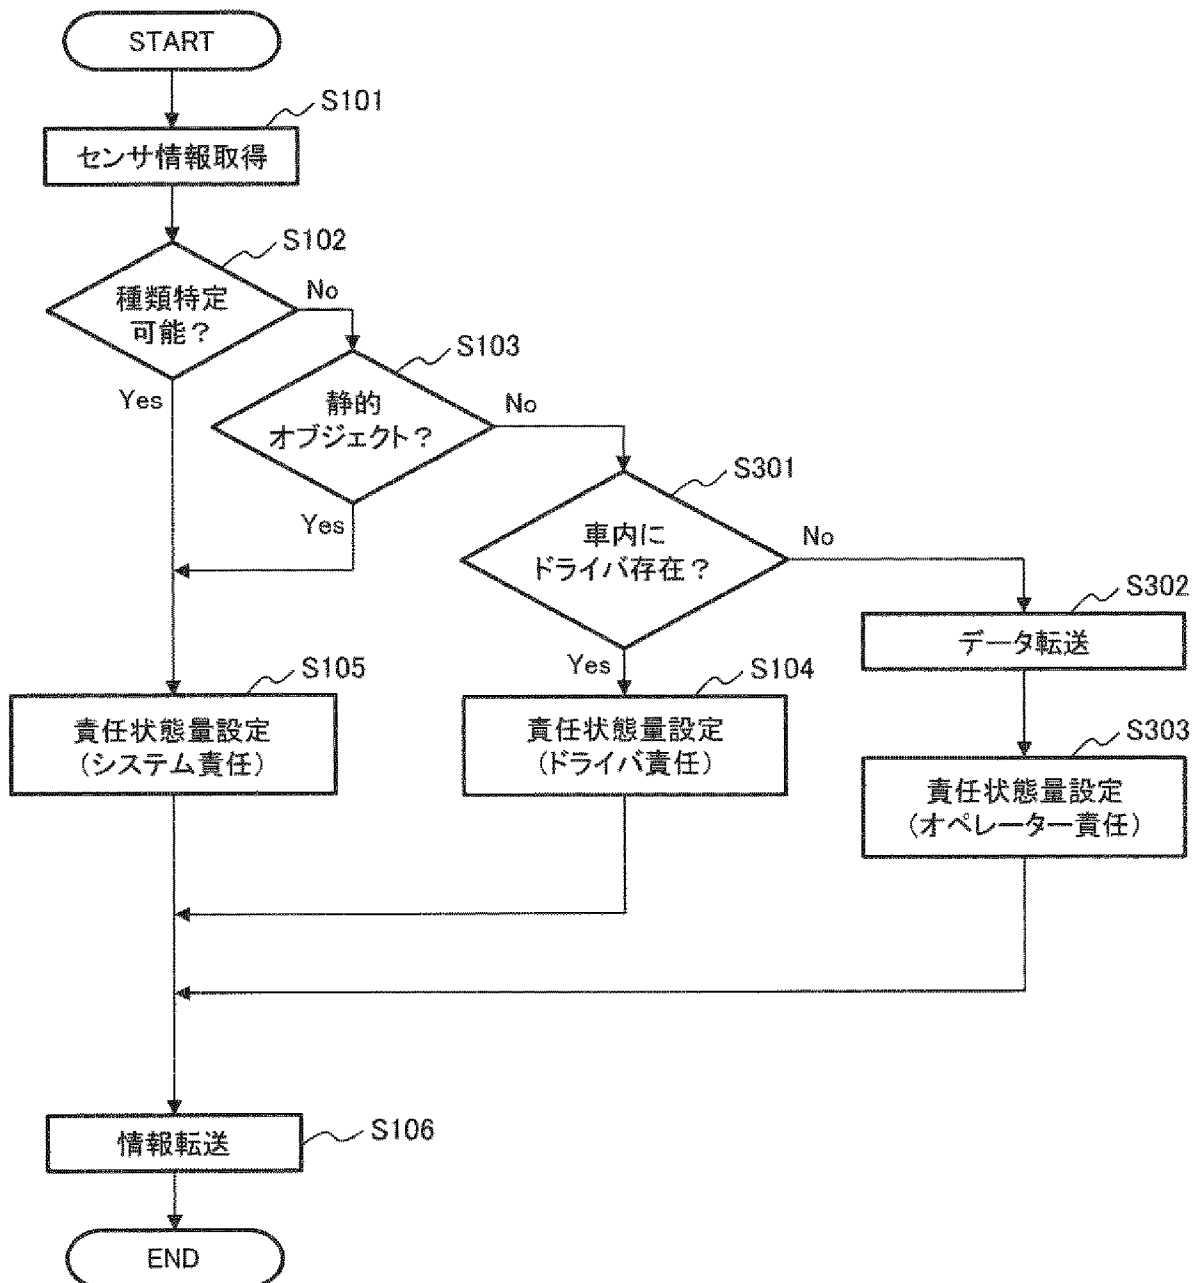 START
S101
センサ情報取得
S102
種類特定
可能？
No
Yes
S103
静的
オブジェクト？
No
Yes
S301
車内に
ドライバ存在？
No
Yes
S302
データ転送
S105
責任状態量設定
(システム責任)
S104
責任状態量設定
(ドライバ責任)
S303
責任状態量設定
(オペレーター責任)
S106
情報転送
END